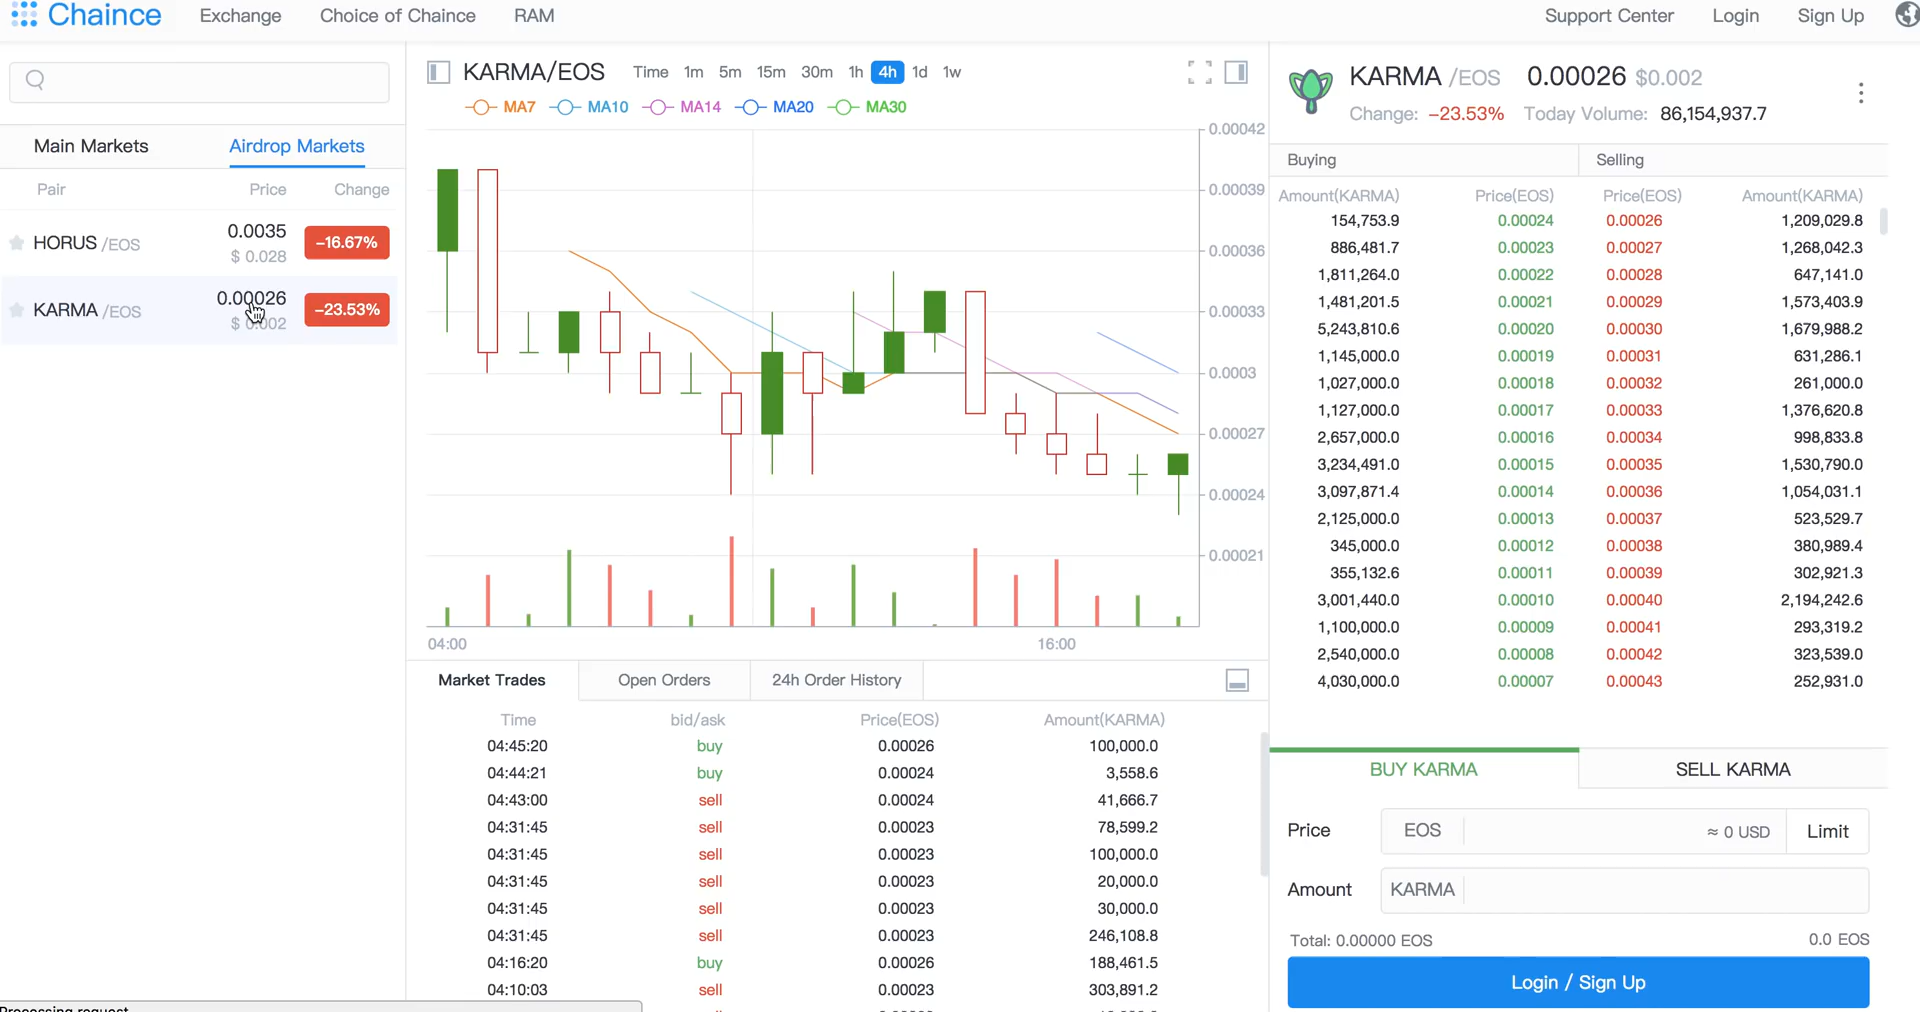 Chaince Exchange Choice of Chaince RAM Support Center Login Sign Up
Main Markets Airdrop Markets
Pair Price Change
HORUS /EOS 0.0035 -16.67%
$ 0.028
KARMA /EOS 0.00026 -23.53%
$ 0.002
KARMA/EOS Time 1m 5m 15m 30m 1h 4h 1d 1w
MA7 MA10 MA14 MA20 MA30
0.00042
0.00039
0.00036
0.00033
0.0003
0.00027
0.00024
0.00021
04:00 16:00
Market Trades Open Orders 24h Order History
Time bid/ask Price(EOS) Amount(KARMA)
04:45:20 buy 0.00026 100,000.0
04:44:21 buy 0.00024 3,558.6
04:43:00 sell 0.00024 41,666.7
04:31:45 sell 0.00023 78,599.2
04:31:45 sell 0.00023 100,000.0
04:31:45 sell 0.00023 20,000.0
04:31:45 sell 0.00023 30,000.0
04:31:45 sell 0.00023 246,108.8
04:16:20 buy 0.00026 188,461.5
04:10:03 sell 0.00023 303,891.2
KARMA /EOS 0.00026 $0.002
Change: -23.53% Today Volume: 86,154,937.7
Buying Selling
Amount(KARMA) Price(EOS) Price(EOS) Amount(KARMA)
154,753.9 0.00024 0.00026 1,209,029.8
886,481.7 0.00023 0.00027 1,268,042.3
1,811,264.0 0.00022 0.00028 647,141.0
1,481,201.5 0.00021 0.00029 1,573,403.9
5,243,810.6 0.00020 0.00030 1,679,988.2
1,145,000.0 0.00019 0.00031 631,286.1
1,027,000.0 0.00018 0.00032 261,000.0
1,127,000.0 0.00017 0.00033 1,376,620.8
2,657,000.0 0.00016 0.00034 998,833.8
3,234,491.0 0.00015 0.00035 1,530,790.0
3,097,871.4 0.00014 0.00036 1,054,031.1
2,125,000.0 0.00013 0.00037 523,529.7
345,000.0 0.00012 0.00038 380,989.4
355,132.6 0.00011 0.00039 302,921.3
3,001,440.0 0.00010 0.00040 2,194,242.6
1,100,000.0 0.00009 0.00041 293,319.2
2,540,000.0 0.00008 0.00042 323,539.0
4,030,000.0 0.00007 0.00043 252,931.0
BUY KARMA SELL KARMA
Price EOS ≈ 0 USD Limit
Amount KARMA
Total: 0.00000 EOS 0.0 EOS
Login / Sign Up
Processing request